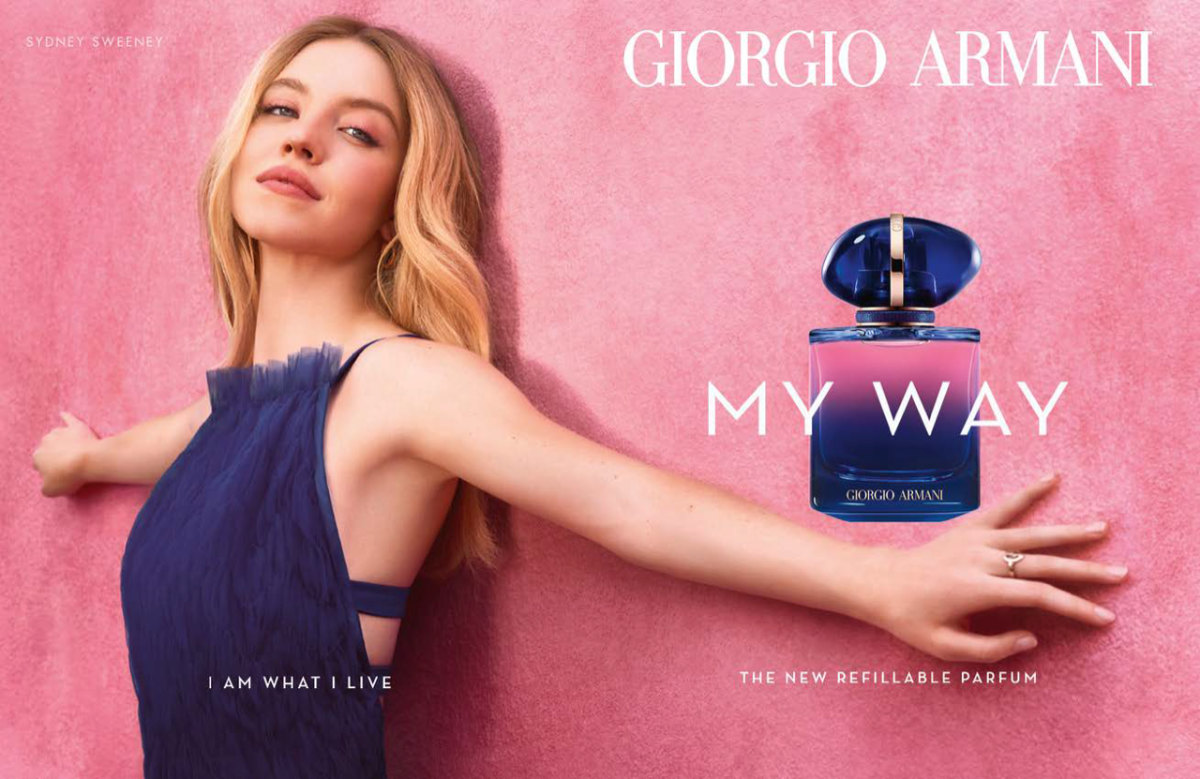 SYDNEY SWEENEY
GIORGIO ARMANI
MY WAY
GIORGIO ARMANI
I AM WHAT I LIVE
THE NEW REFILLABLE PARFUM